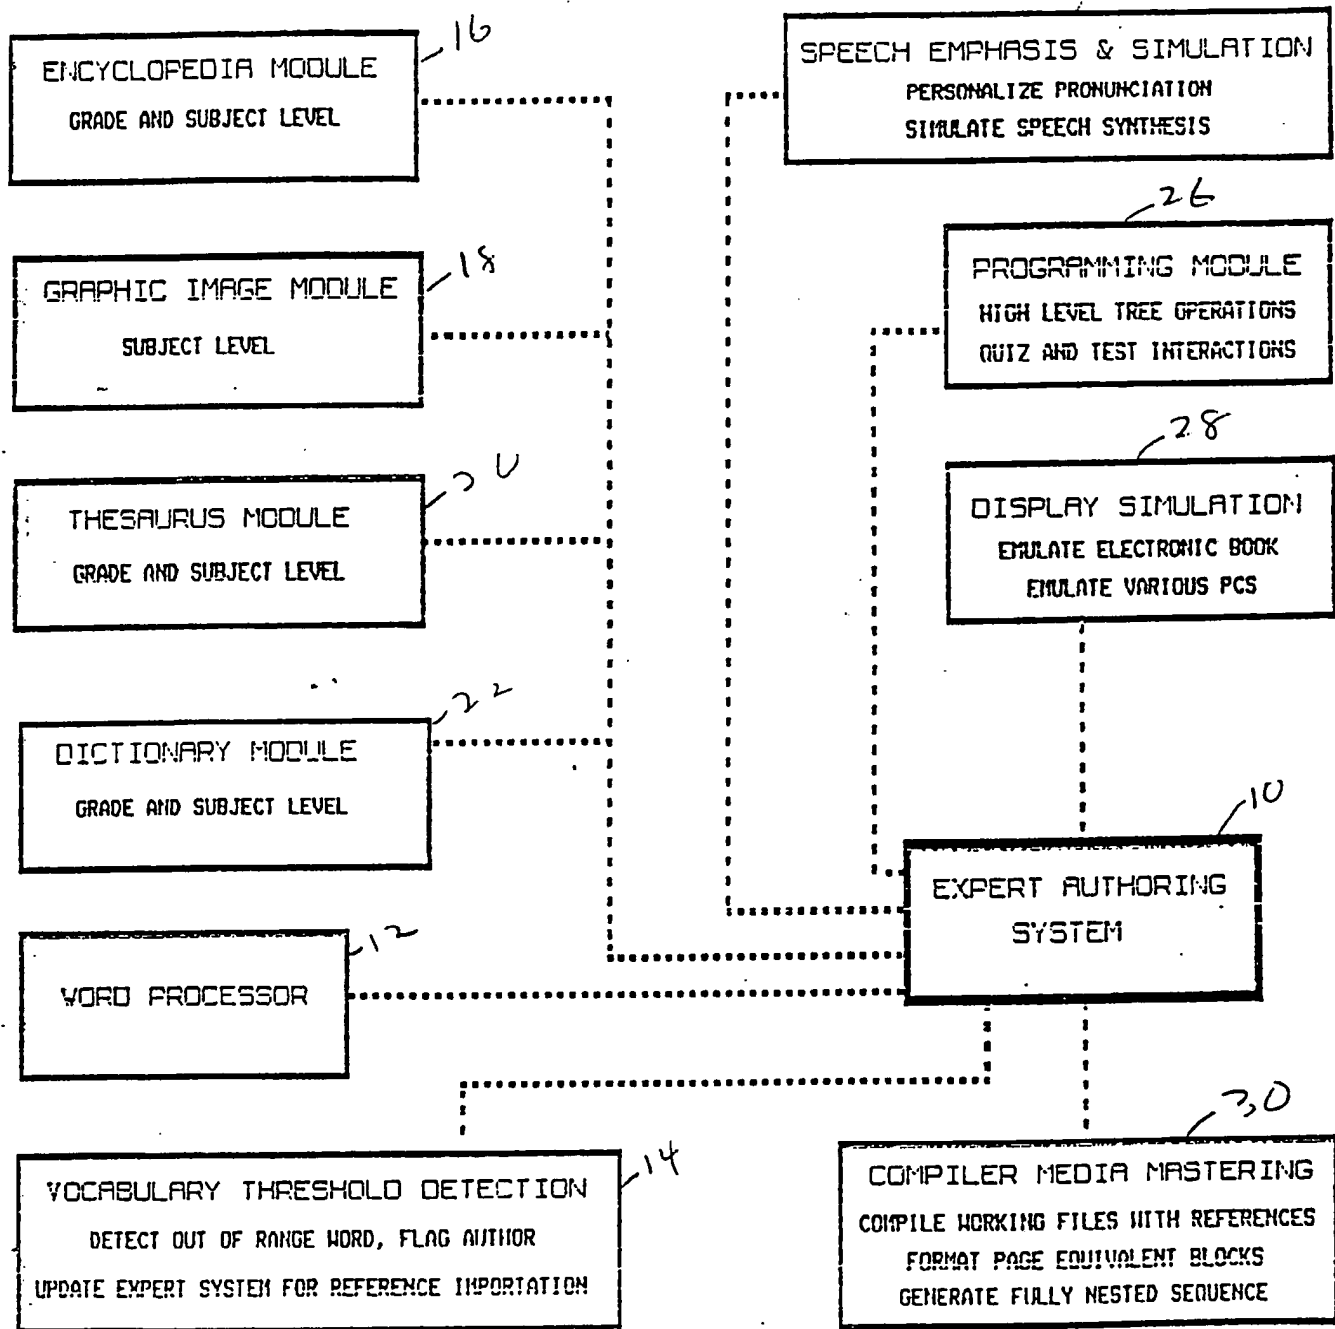 16
ENCYCLOPEDIA MODULE
GRADE AND SUBJECT LEVEL
SPEECH EMPHASIS & SIMULATION
PERSONALIZE PRONUNCIATION
SIMULATE SPEECH SYNTHESIS
18
GRAPHIC IMAGE MODULE
SUBJECT LEVEL
26
PROGRAMMING MODULE
HIGH LEVEL TREE OPERATIONS
QUIZ AND TEST INTERACTIONS
20
THESAURUS MODULE
GRADE AND SUBJECT LEVEL
28
DISPLAY SIMULATION
EMULATE ELECTRONIC BOOK
EMULATE VARIOUS PCS
22
DICTIONARY MODULE
GRADE AND SUBJECT LEVEL
10
EXPERT AUTHORING
SYSTEM
12
WORD PROCESSOR
14
VOCABULARY THRESHOLD DETECTION
DETECT OUT OF RANGE WORD, FLAG AUTHOR
UPDATE EXPERT SYSTEM FOR REFERENCE IMPORTATION
30
COMPILER MEDIA MASTERING
COMPILE WORKING FILES WITH REFERENCES
FORMAT PAGE EQUIVALENT BLOCKS
GENERATE FULLY NESTED SEQUENCE